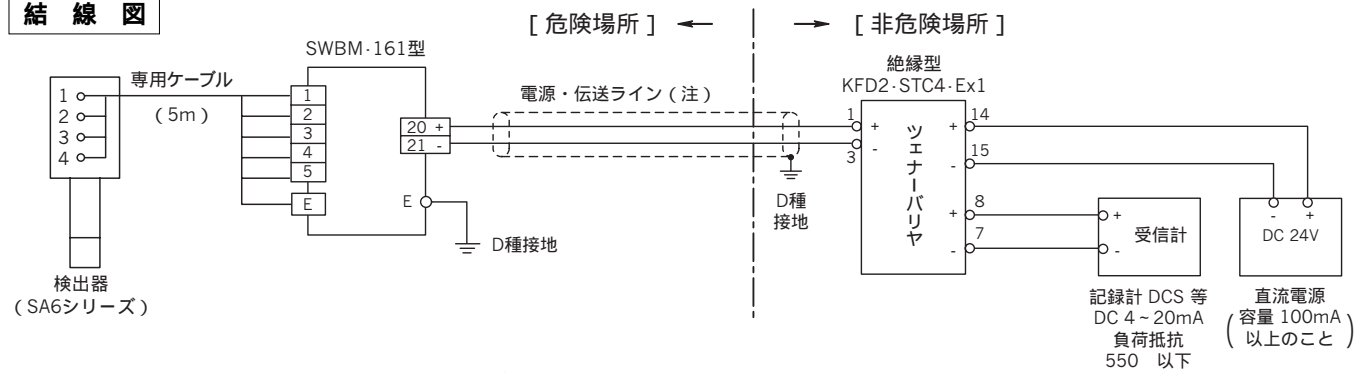 結 線 図
[ 危険場所 ]
[ 非危険場所 ]
SWBM-161型
専用ケーブル
( 5m )
1
2
3
4
1
2
3
4
5
E
20 +
21 -
E
D種接地
検出器
( SA6シリーズ )
電源・伝送ライン ( 注 )
D種
接地
絶縁型
KFD2-STC4-Ex1
1
+
-
3
ツェナーバリヤ
+
14
-
15
+
8
-
7
+
-
受信計
- +
DC 24V
記録計 DCS 等
DC 4 ~ 20mA
負荷抵抗
550 以下
直流電源
( 容量 100mA
以上のこと )